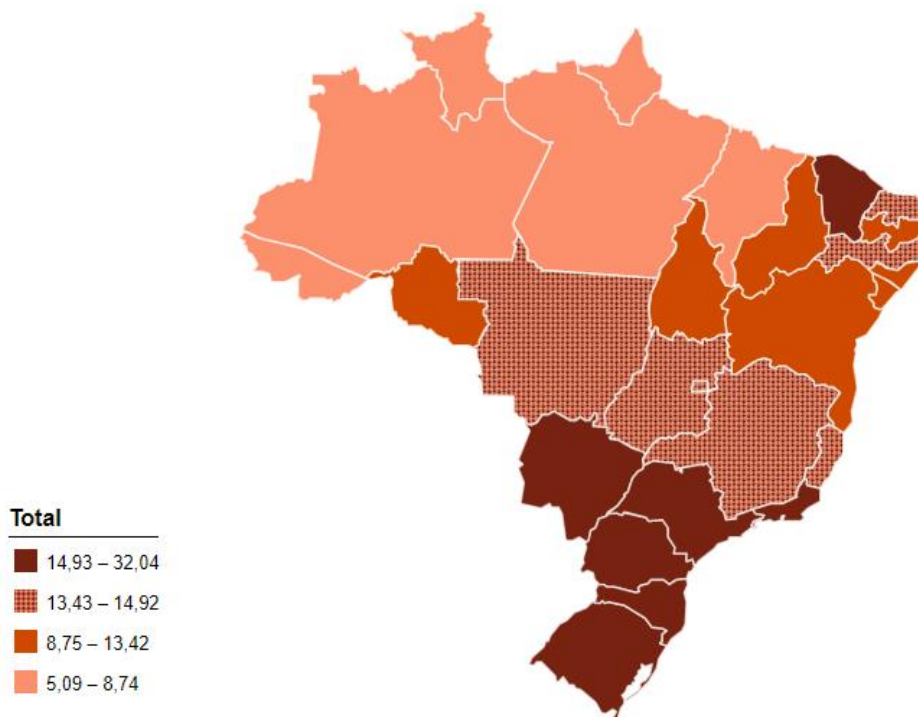 Total
14,93 – 32,04
13,43 – 14,92
8,75 – 13,42
5,09 – 8,74